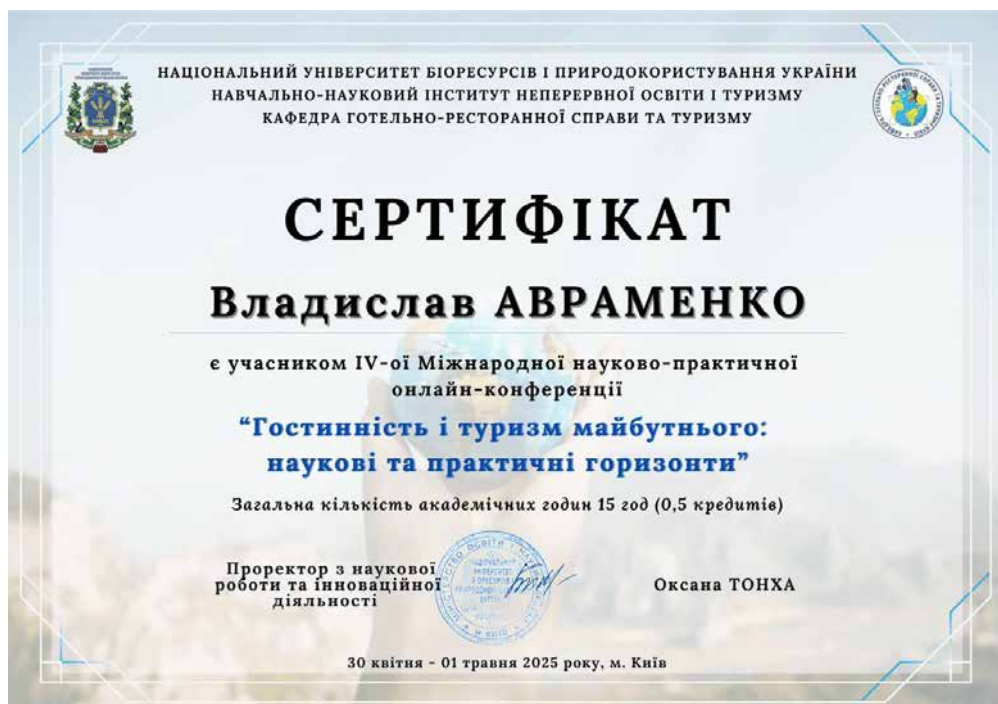 НАЦІОНАЛЬНИЙ УНІВЕРСИТЕТ БІОРЕСУРСІВ І ПРИРОДОКОРИСТУВАННЯ УКРАЇНИ
НАВЧАЛЬНО-НАУКОВИЙ ІНСТИТУТ НЕПЕРЕРВНОЇ ОСВІТИ І ТУРИЗМУ
КАФЕДРА ГОТЕЛЬНО-РЕСТОРАННОЇ СПРАВИ ТА ТУРИЗМУ
СЕРТИФІКАТ
Владислав АВРАМЕНКО
є учасником IV-ої Міжнародної науково-практичної
онлайн-конференції
“Гостинність і туризм майбутнього:
наукові та практичні горизонти”
Загальна кількість академічних годин 15 год (0,5 кредитів)
Проректор з наукової
роботи та інноваційної
діяльності
Оксана ТОНХА
30 квітня - 01 травня 2025 року, м. Київ